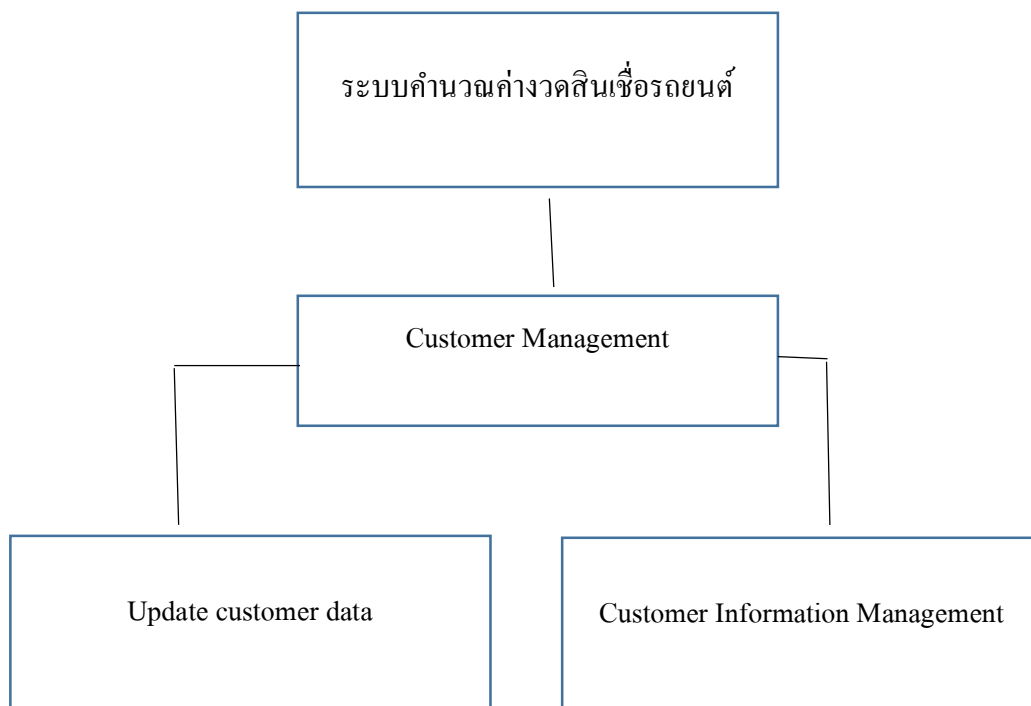 ระบบคำนวณค่างวดสินเชื่อรถยนต์
Customer Management
Update customer data
Customer Information Management